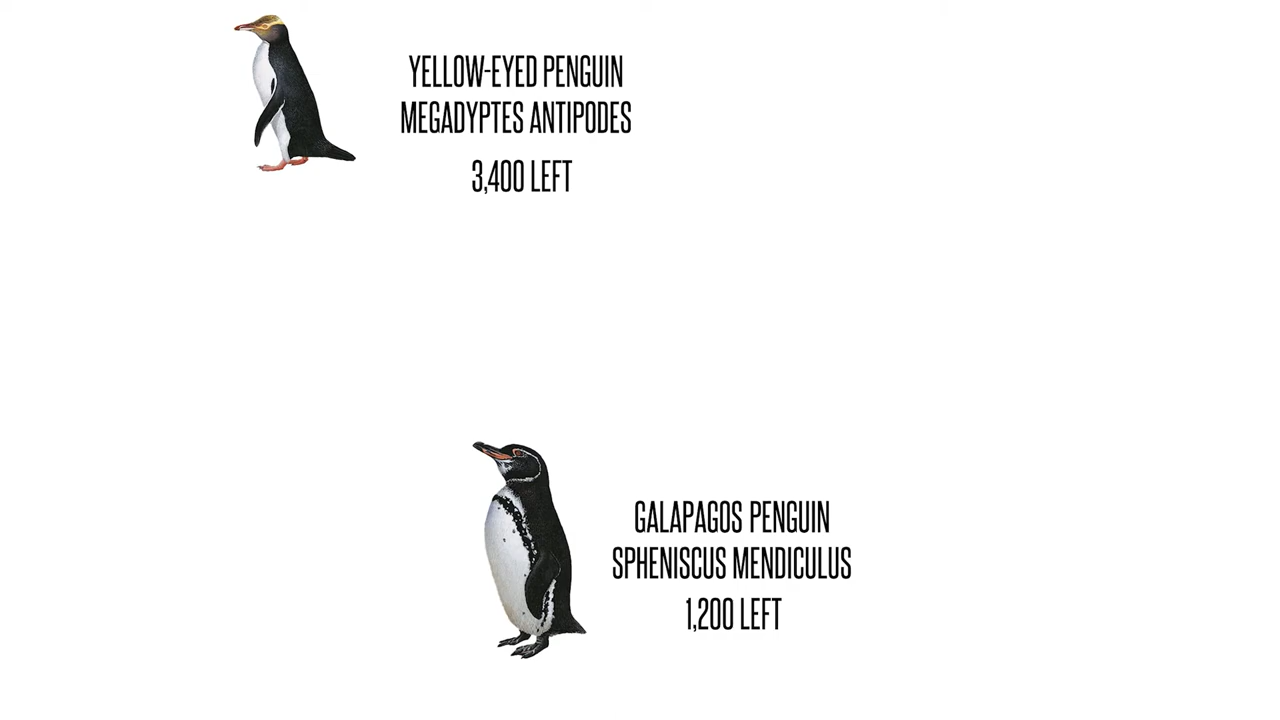 YELLOW-EYED PENGUIN
MEGADYPTES ANTIPODES
3,400 LEFT
GALAPAGOS PENGUIN
SPHENISCUS MENDICULUS
1,200 LEFT